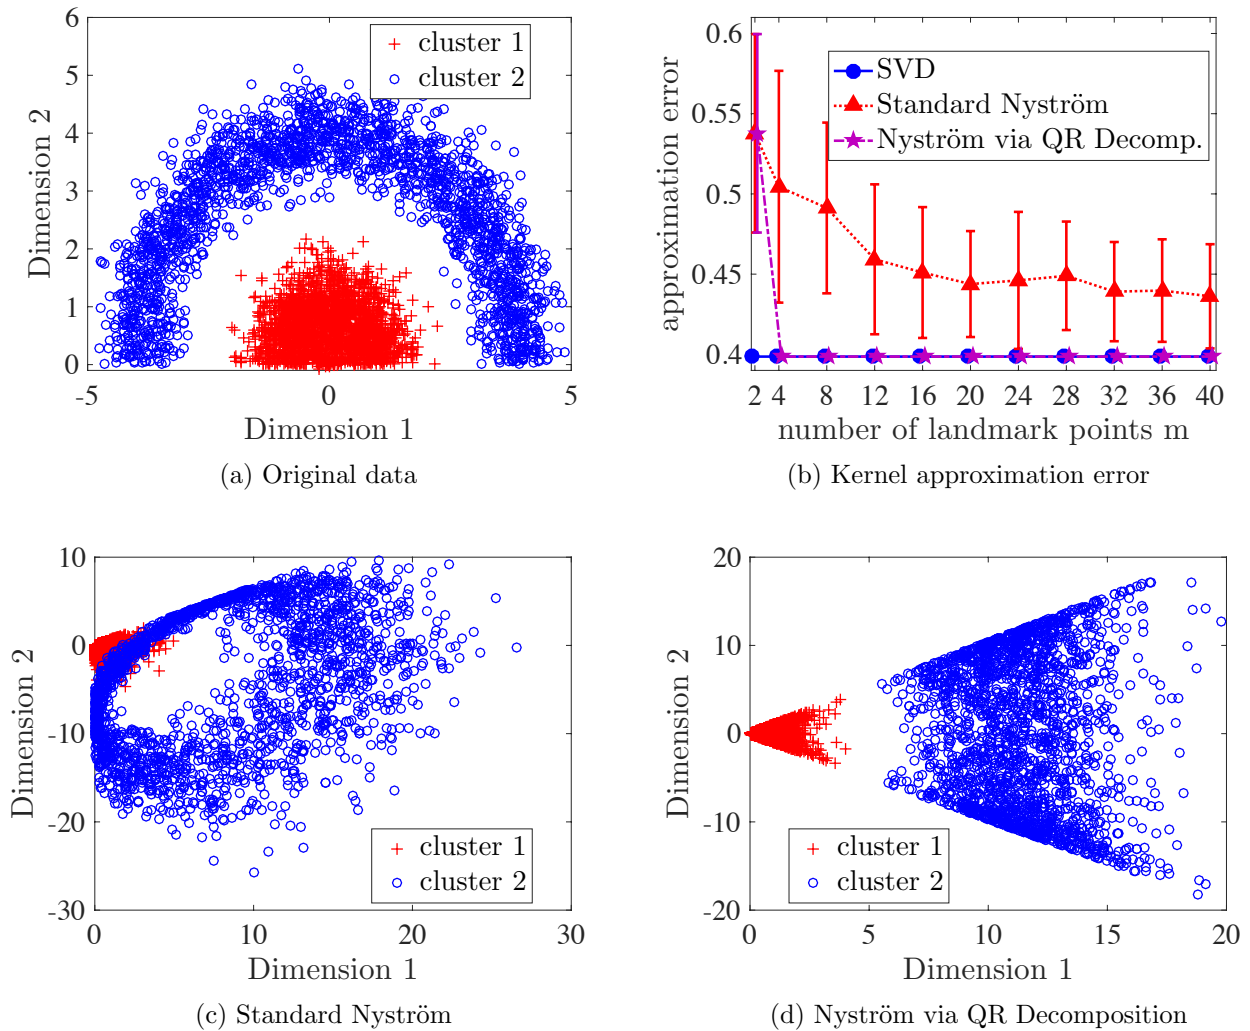 6
5
4
3
2
1
0
-5
0
5
Dimension 2
Dimension 1
cluster 1
cluster 2
(a) Original data
0.6
0.55
0.5
0.45
0.4
2 4 8 12 16 20 24 28 32 36 40
approximation error
number of landmark points m
SVD
Standard Nyström
Nyström via QR Decomp.
(b) Kernel approximation error
10
0
-10
-20
-30
0 10 20 30
Dimension 2
Dimension 1
cluster 1
cluster 2
(c) Standard Nyström
20
10
0
-10
-20
0 5 10 15 20
Dimension 2
Dimension 1
cluster 1
cluster 2
(d) Nyström via QR Decomposition